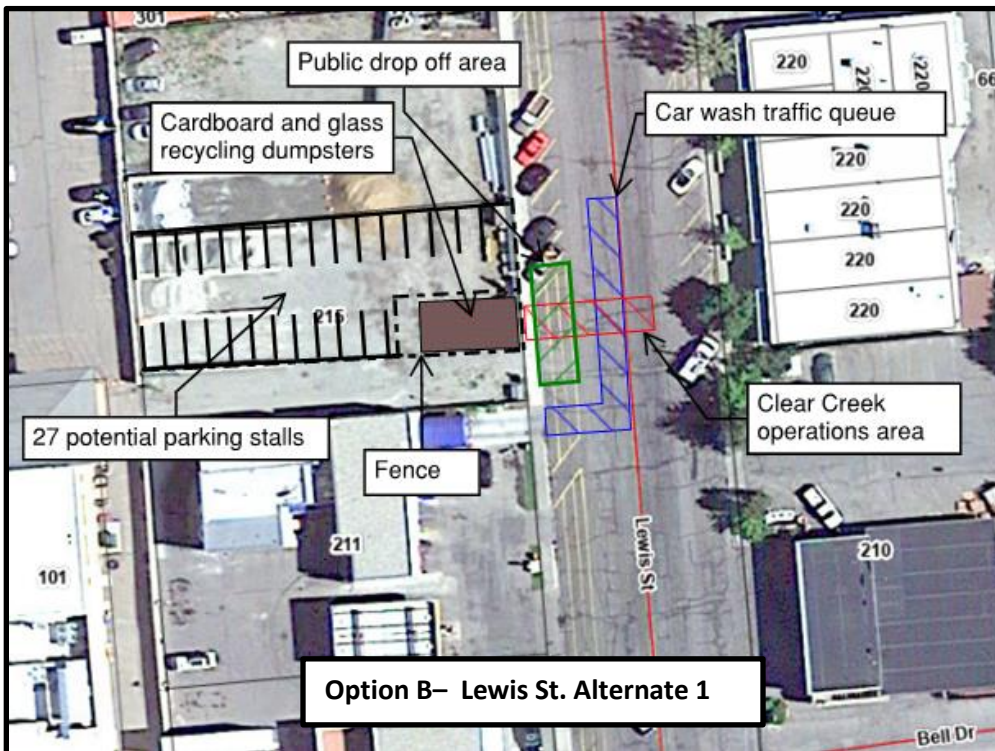 301
Public drop off area
Cardboard and glass
recycling dumpsters
Car wash traffic queue
220
220
220
66
220
220
220
220
215
27 potential parking stalls
Fence
Clear Creek
operations area
Lewis St
211
210
101
Option B– Lewis St. Alternate 1
Bell Dr